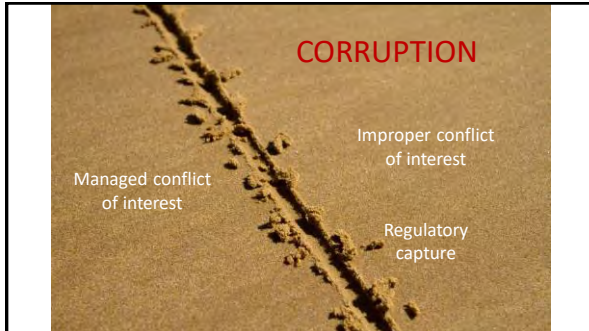 CORRUPTION
Improper conflict
of interest
Managed conflict
of interest
Regulatory
capture